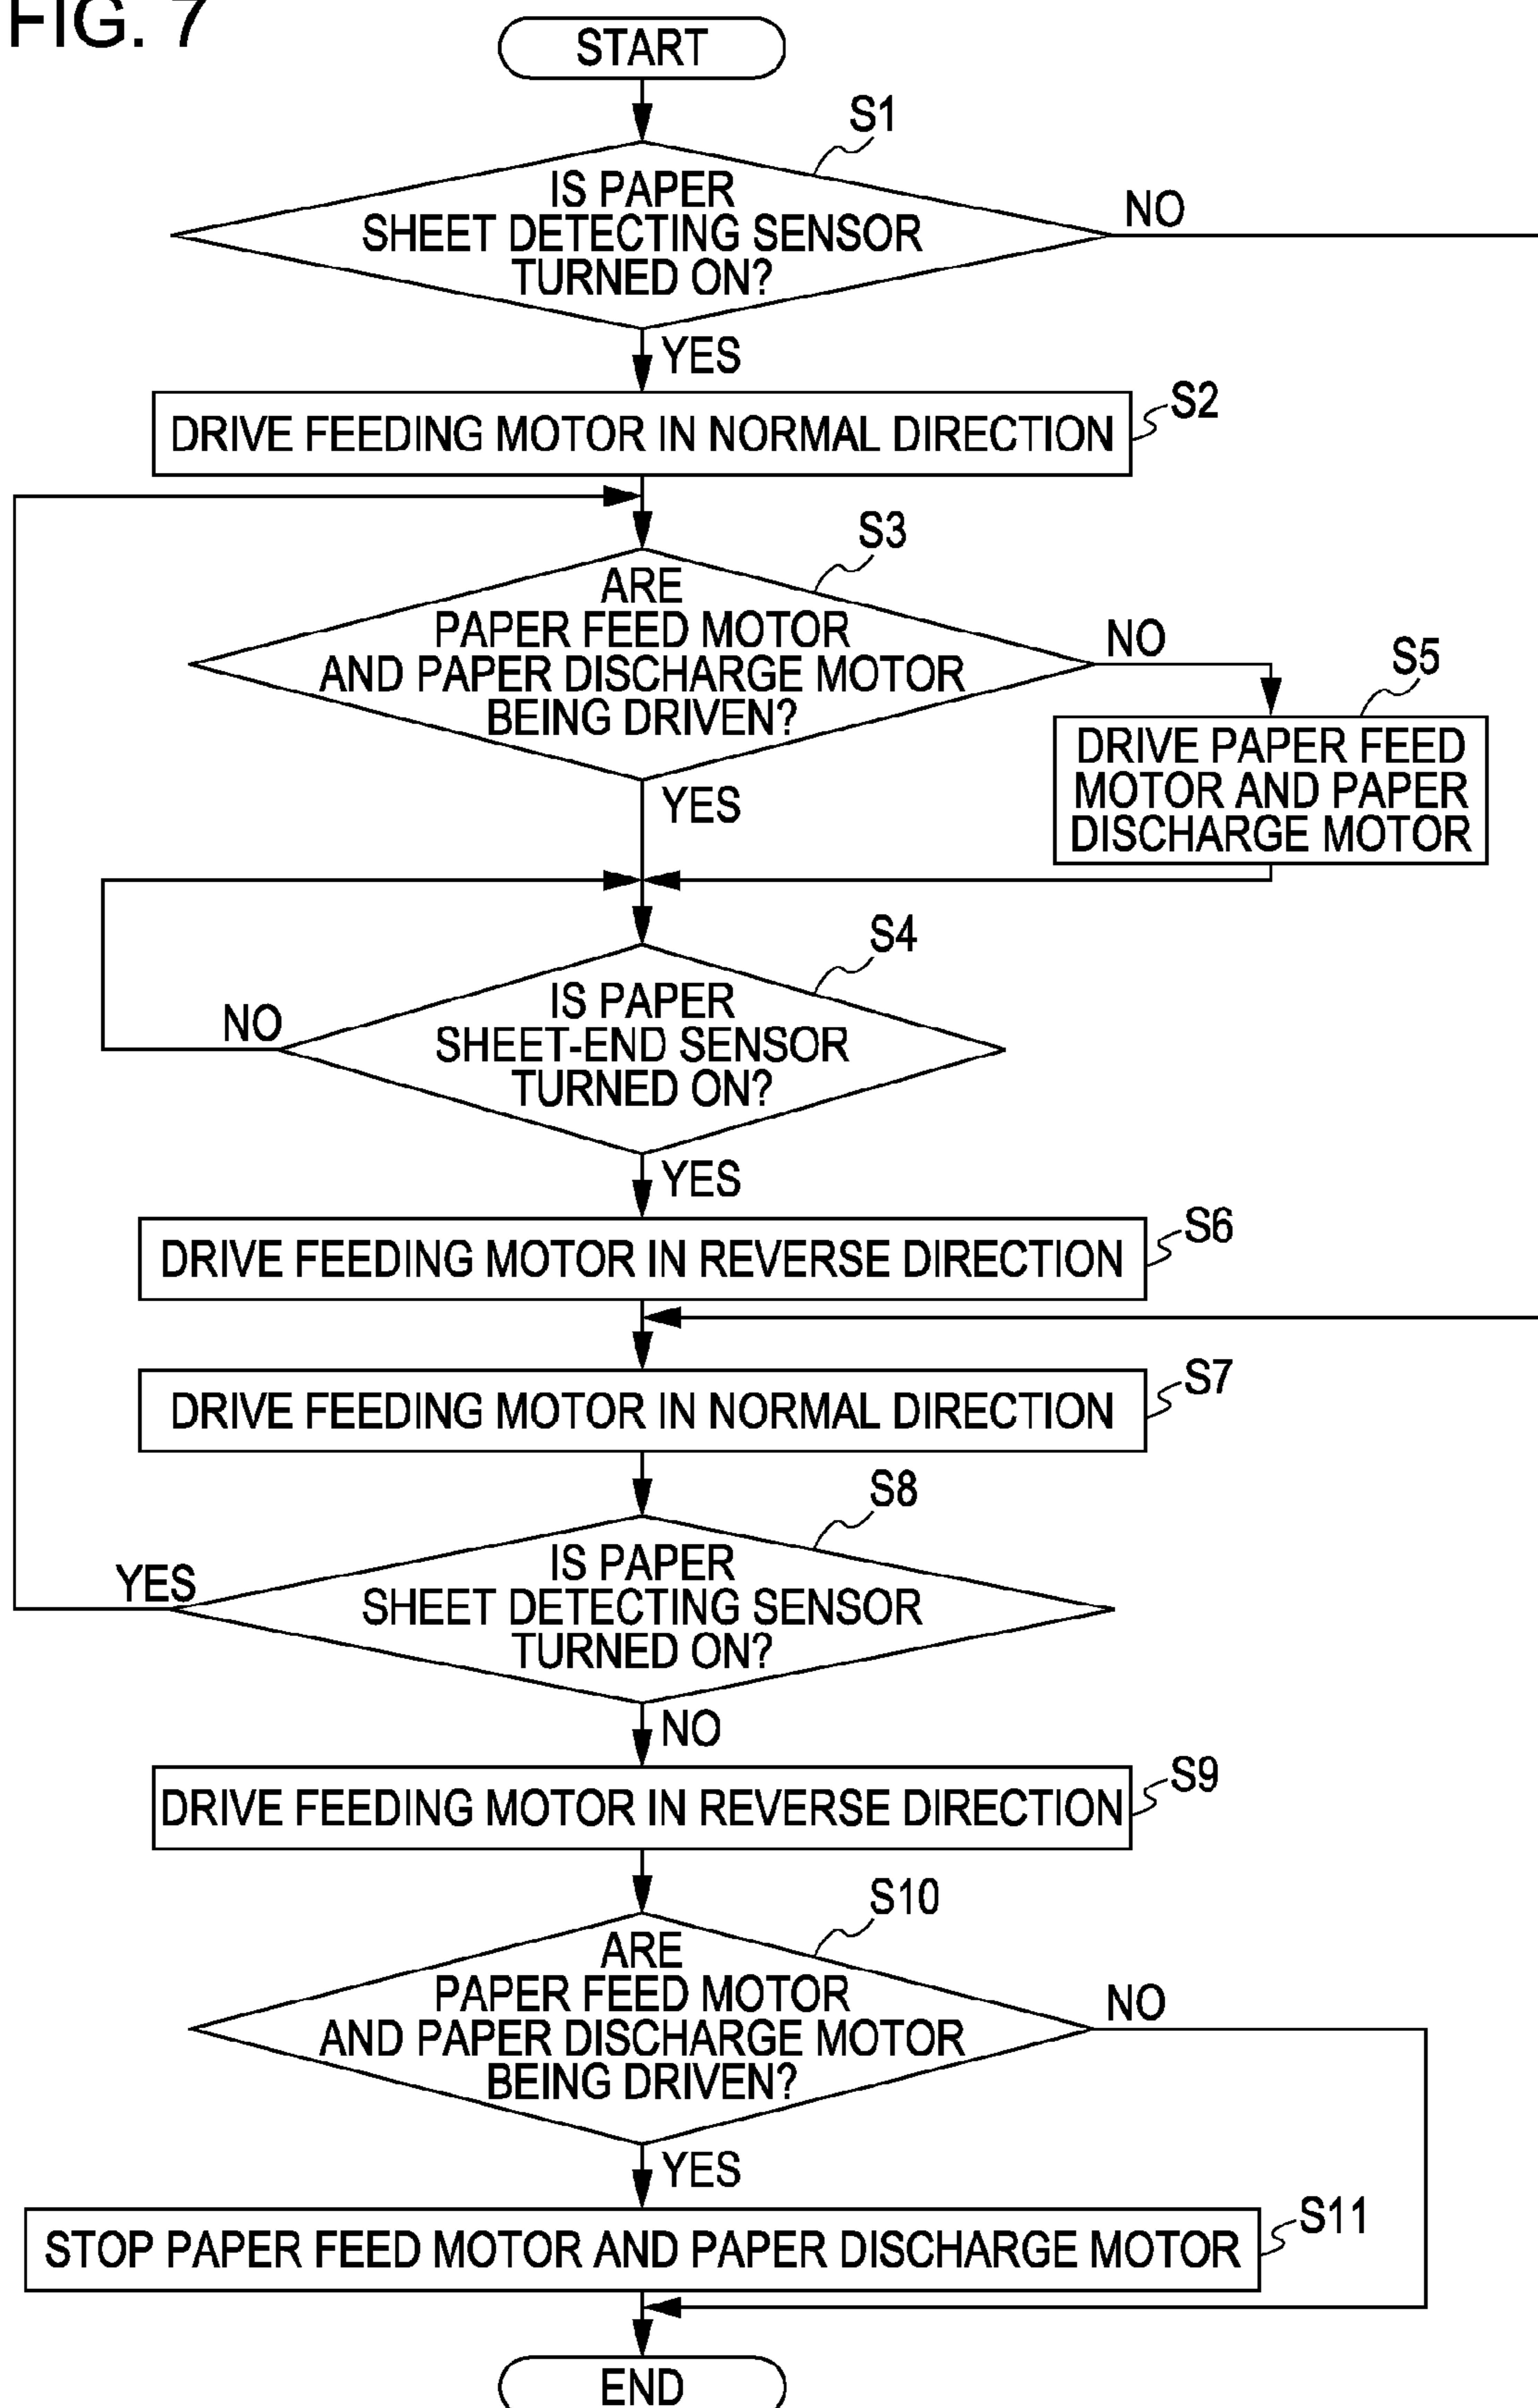 FIG. 7
START
S1
IS PAPER
SHEET DETECTING SENSOR
TURNED ON?
NO
YES
DRIVE FEEDING MOTOR IN NORMAL DIRECTION
S2
S3
ARE
PAPER FEED MOTOR
AND PAPER DISCHARGE MOTOR
BEING DRIVEN?
NO
S5
DRIVE PAPER FEED
MOTOR AND PAPER
DISCHARGE MOTOR
YES
S4
IS PAPER
SHEET-END SENSOR
TURNED ON?
NO
YES
DRIVE FEEDING MOTOR IN REVERSE DIRECTION
S6
DRIVE FEEDING MOTOR IN NORMAL DIRECTION
S7
S8
IS PAPER
SHEET DETECTING SENSOR
TURNED ON?
YES
NO
DRIVE FEEDING MOTOR IN REVERSE DIRECTION
S9
S10
ARE
PAPER FEED MOTOR
AND PAPER DISCHARGE MOTOR
BEING DRIVEN?
NO
YES
STOP PAPER FEED MOTOR AND PAPER DISCHARGE MOTOR
S11
END